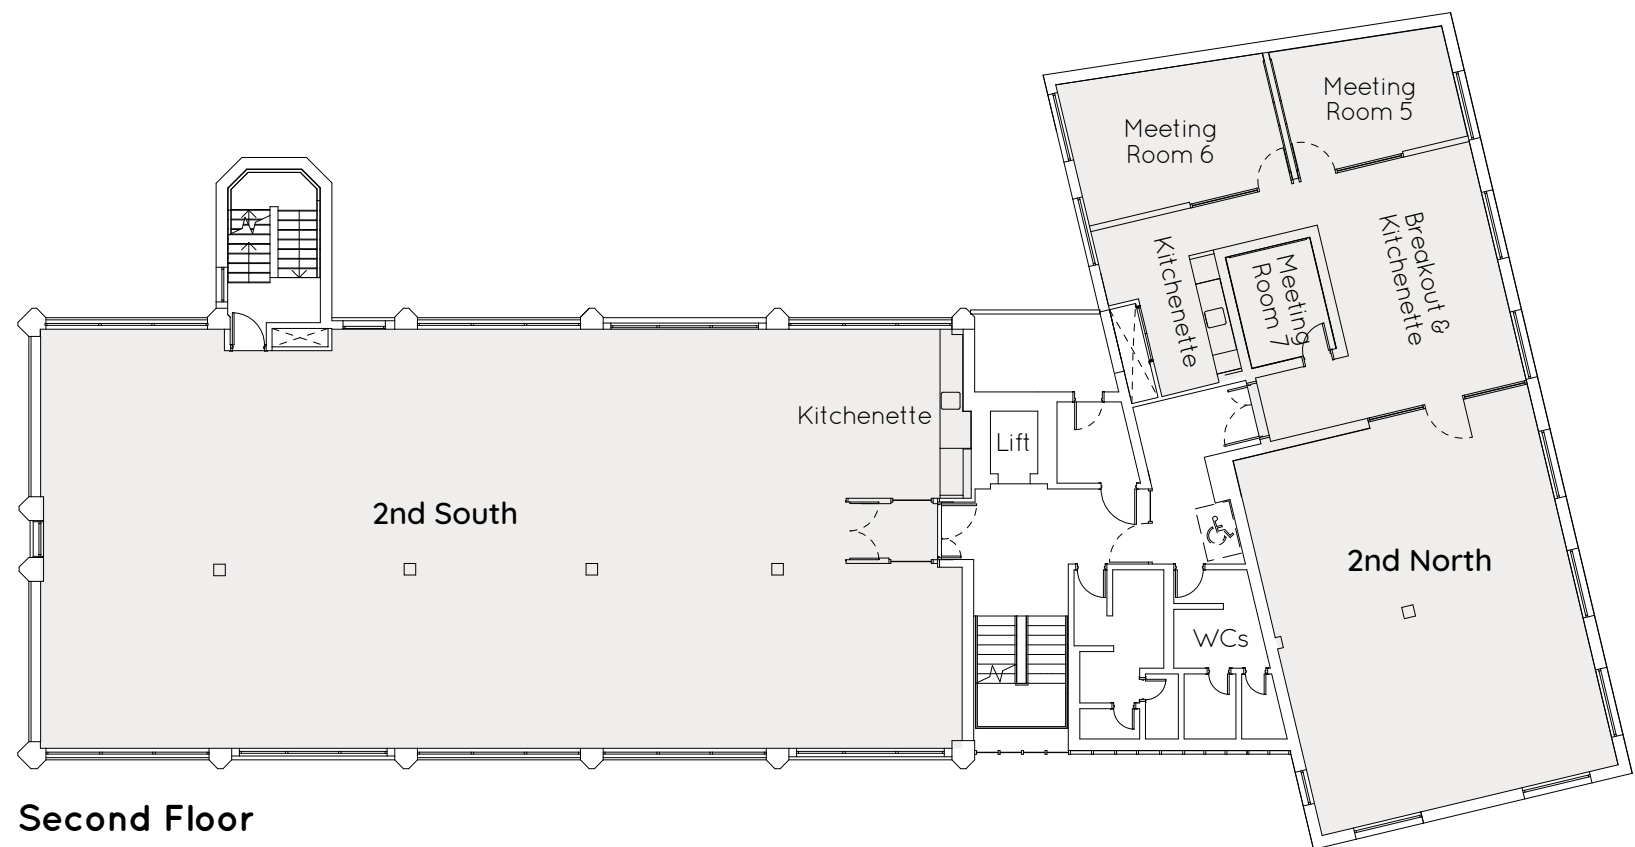 Meeting
Room 5
Meeting
Room 6
Breakout &
Kitchenette
Kitchenette
Meeting
Room 7
Kitchenette
Lift
2nd South
2nd North
WCs
Second Floor